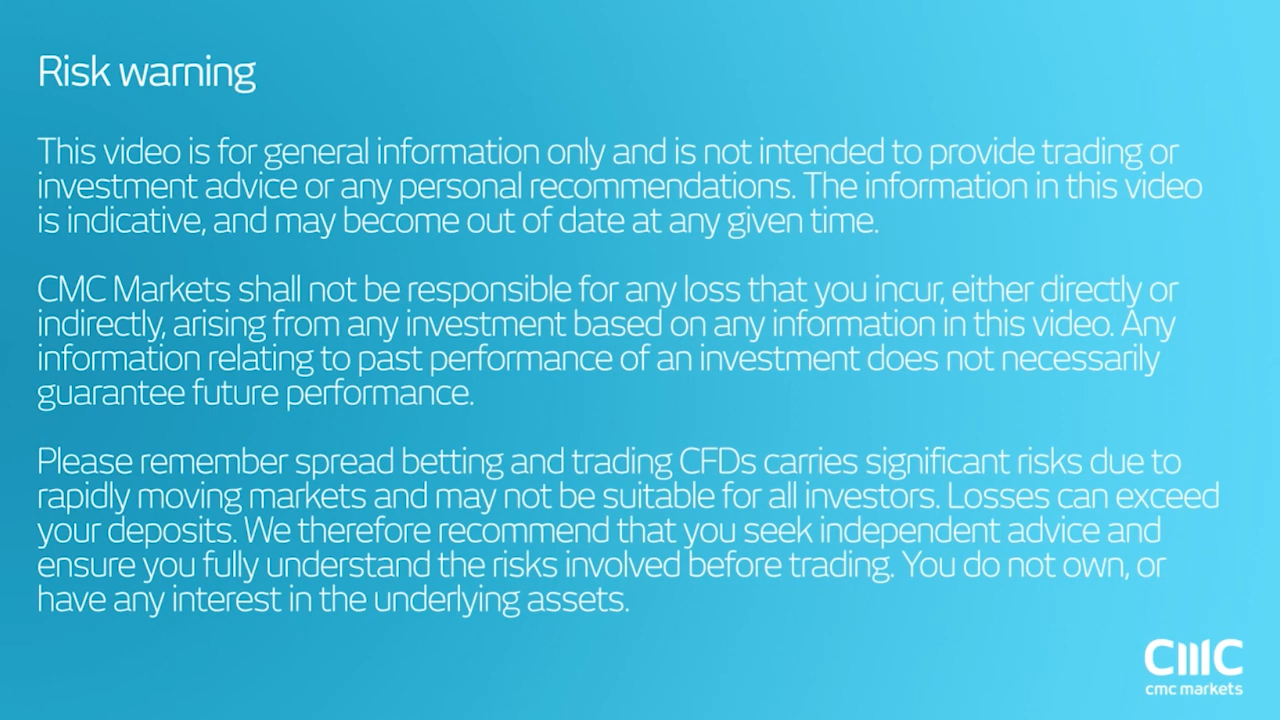 Risk warning
This video is for general information only and is not intended to provide trading or
investment advice or any personal recommendations. The information in this video
is indicative, and may become out of date at any given time.
CMC Markets shall not be responsible for any loss that you incur, either directly or
indirectly, arising from any investment based on any information in this video. Any
information relating to past performance of an investment does not necessarily
guarantee future performance.
Please remember spread betting and trading CFDs carries significant risks due to
rapidly moving markets and may not be suitable for all investors. Losses can exceed
your deposits. We therefore recommend that you seek independent advice and
ensure you fully understand the risks involved before trading. You do not own, or
have any interest in the underlying assets.
CMC
cmc markets